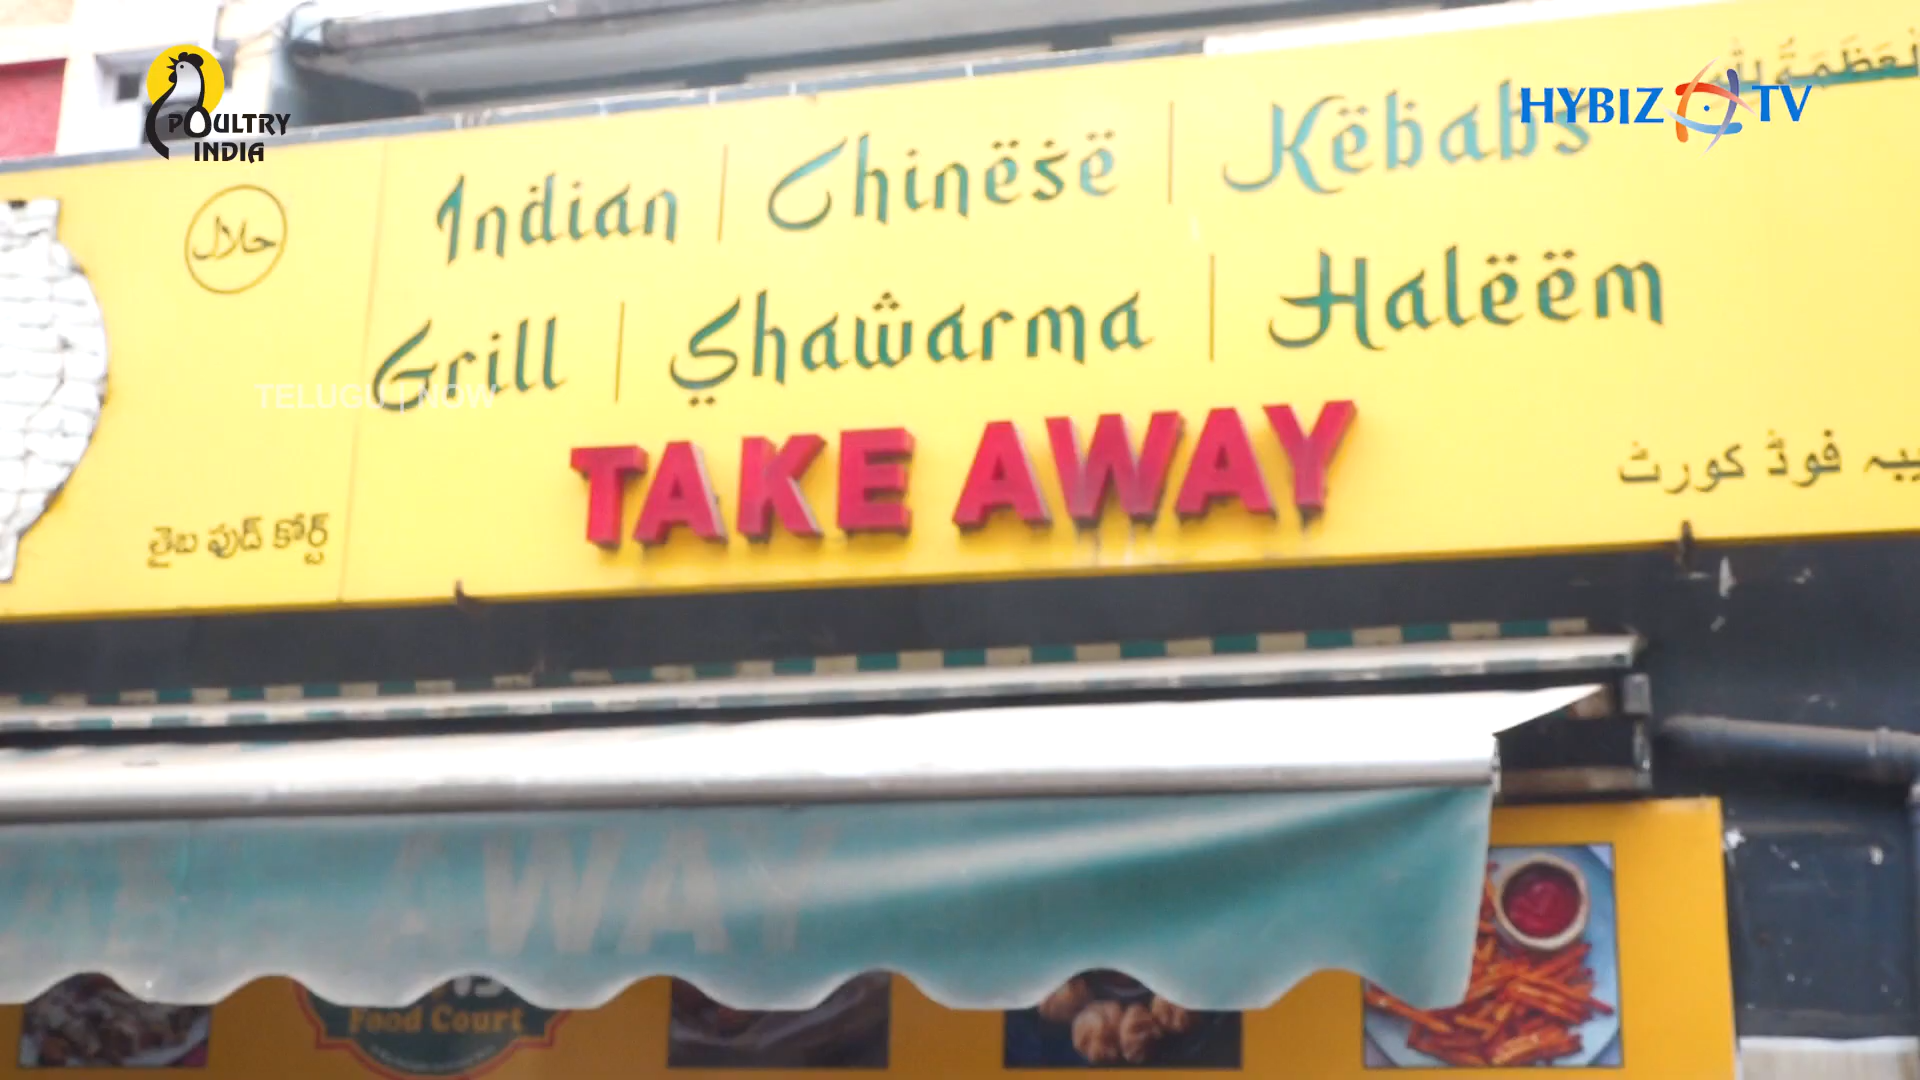 POULTRY
INDIA
HYBIZ TV
حلال
Indian | Chinese | Kebabs
Grill | Shawarma | Haleem
TELUGU | NOW
TAKE AWAY
తైబ ఫుడ్ కోర్ట్
فوڈ کورٹ
AWAY
Food Court